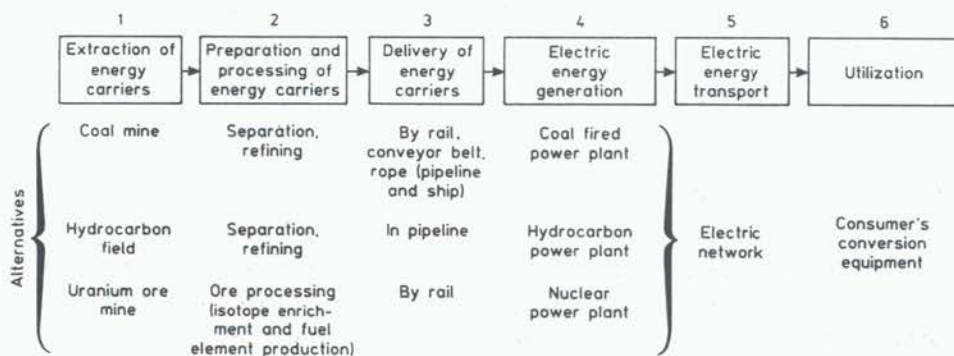 1 2 3 4 5 6
Extraction of energy carriers
Preparation and processing of energy carriers
Delivery of energy carriers
Electric energy generation
Electric energy transport
Utilization
Alternatives
Coal mine
Separation, refining
By rail, conveyor belt, rope (pipeline and ship)
Coal fired power plant
Hydrocarbon field
Separation, refining
In pipeline
Hydrocarbon power plant
Electric network
Consumer's conversion equipment
Uranium ore mine
Ore processing (isotope enrich-
ment and fuel element production)
By rail
Nuclear power plant